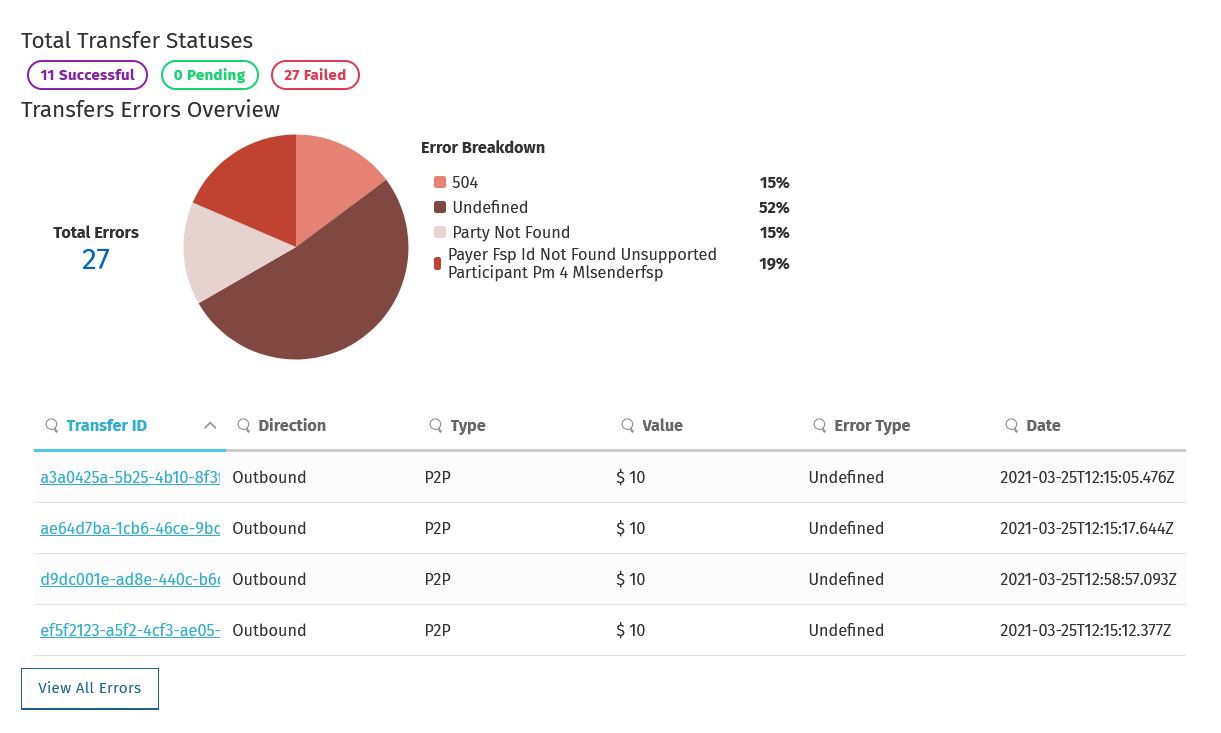 Total Transfer Statuses
11 Successful 0 Pending 27 Failed
Transfers Errors Overview
Error Breakdown
504 15%
Undefined 52%
Total Errors
27
Party Not Found 15%
Payer Fsp Id Not Found Unsupported
Participant Pm 4 Mlsenderfsp 19%
Transfer ID Direction Type Value Error Type Date
a3a0425a-5b25-4b10-8f3 Outbound P2P $ 10 Undefined 2021-03-25T12:15:05.476Z
ae64d7ba-1cb6-46ce-9bc Outbound P2P $ 10 Undefined 2021-03-25T12:15:17.644Z
d9dc001e-ad8e-440c-b6 Outbound P2P $ 10 Undefined 2021-03-25T12:58:57.093Z
ef5f2123-a5f2-4cf3-ae05- Outbound P2P $ 10 Undefined 2021-03-25T12:15:12.377Z
View All Errors